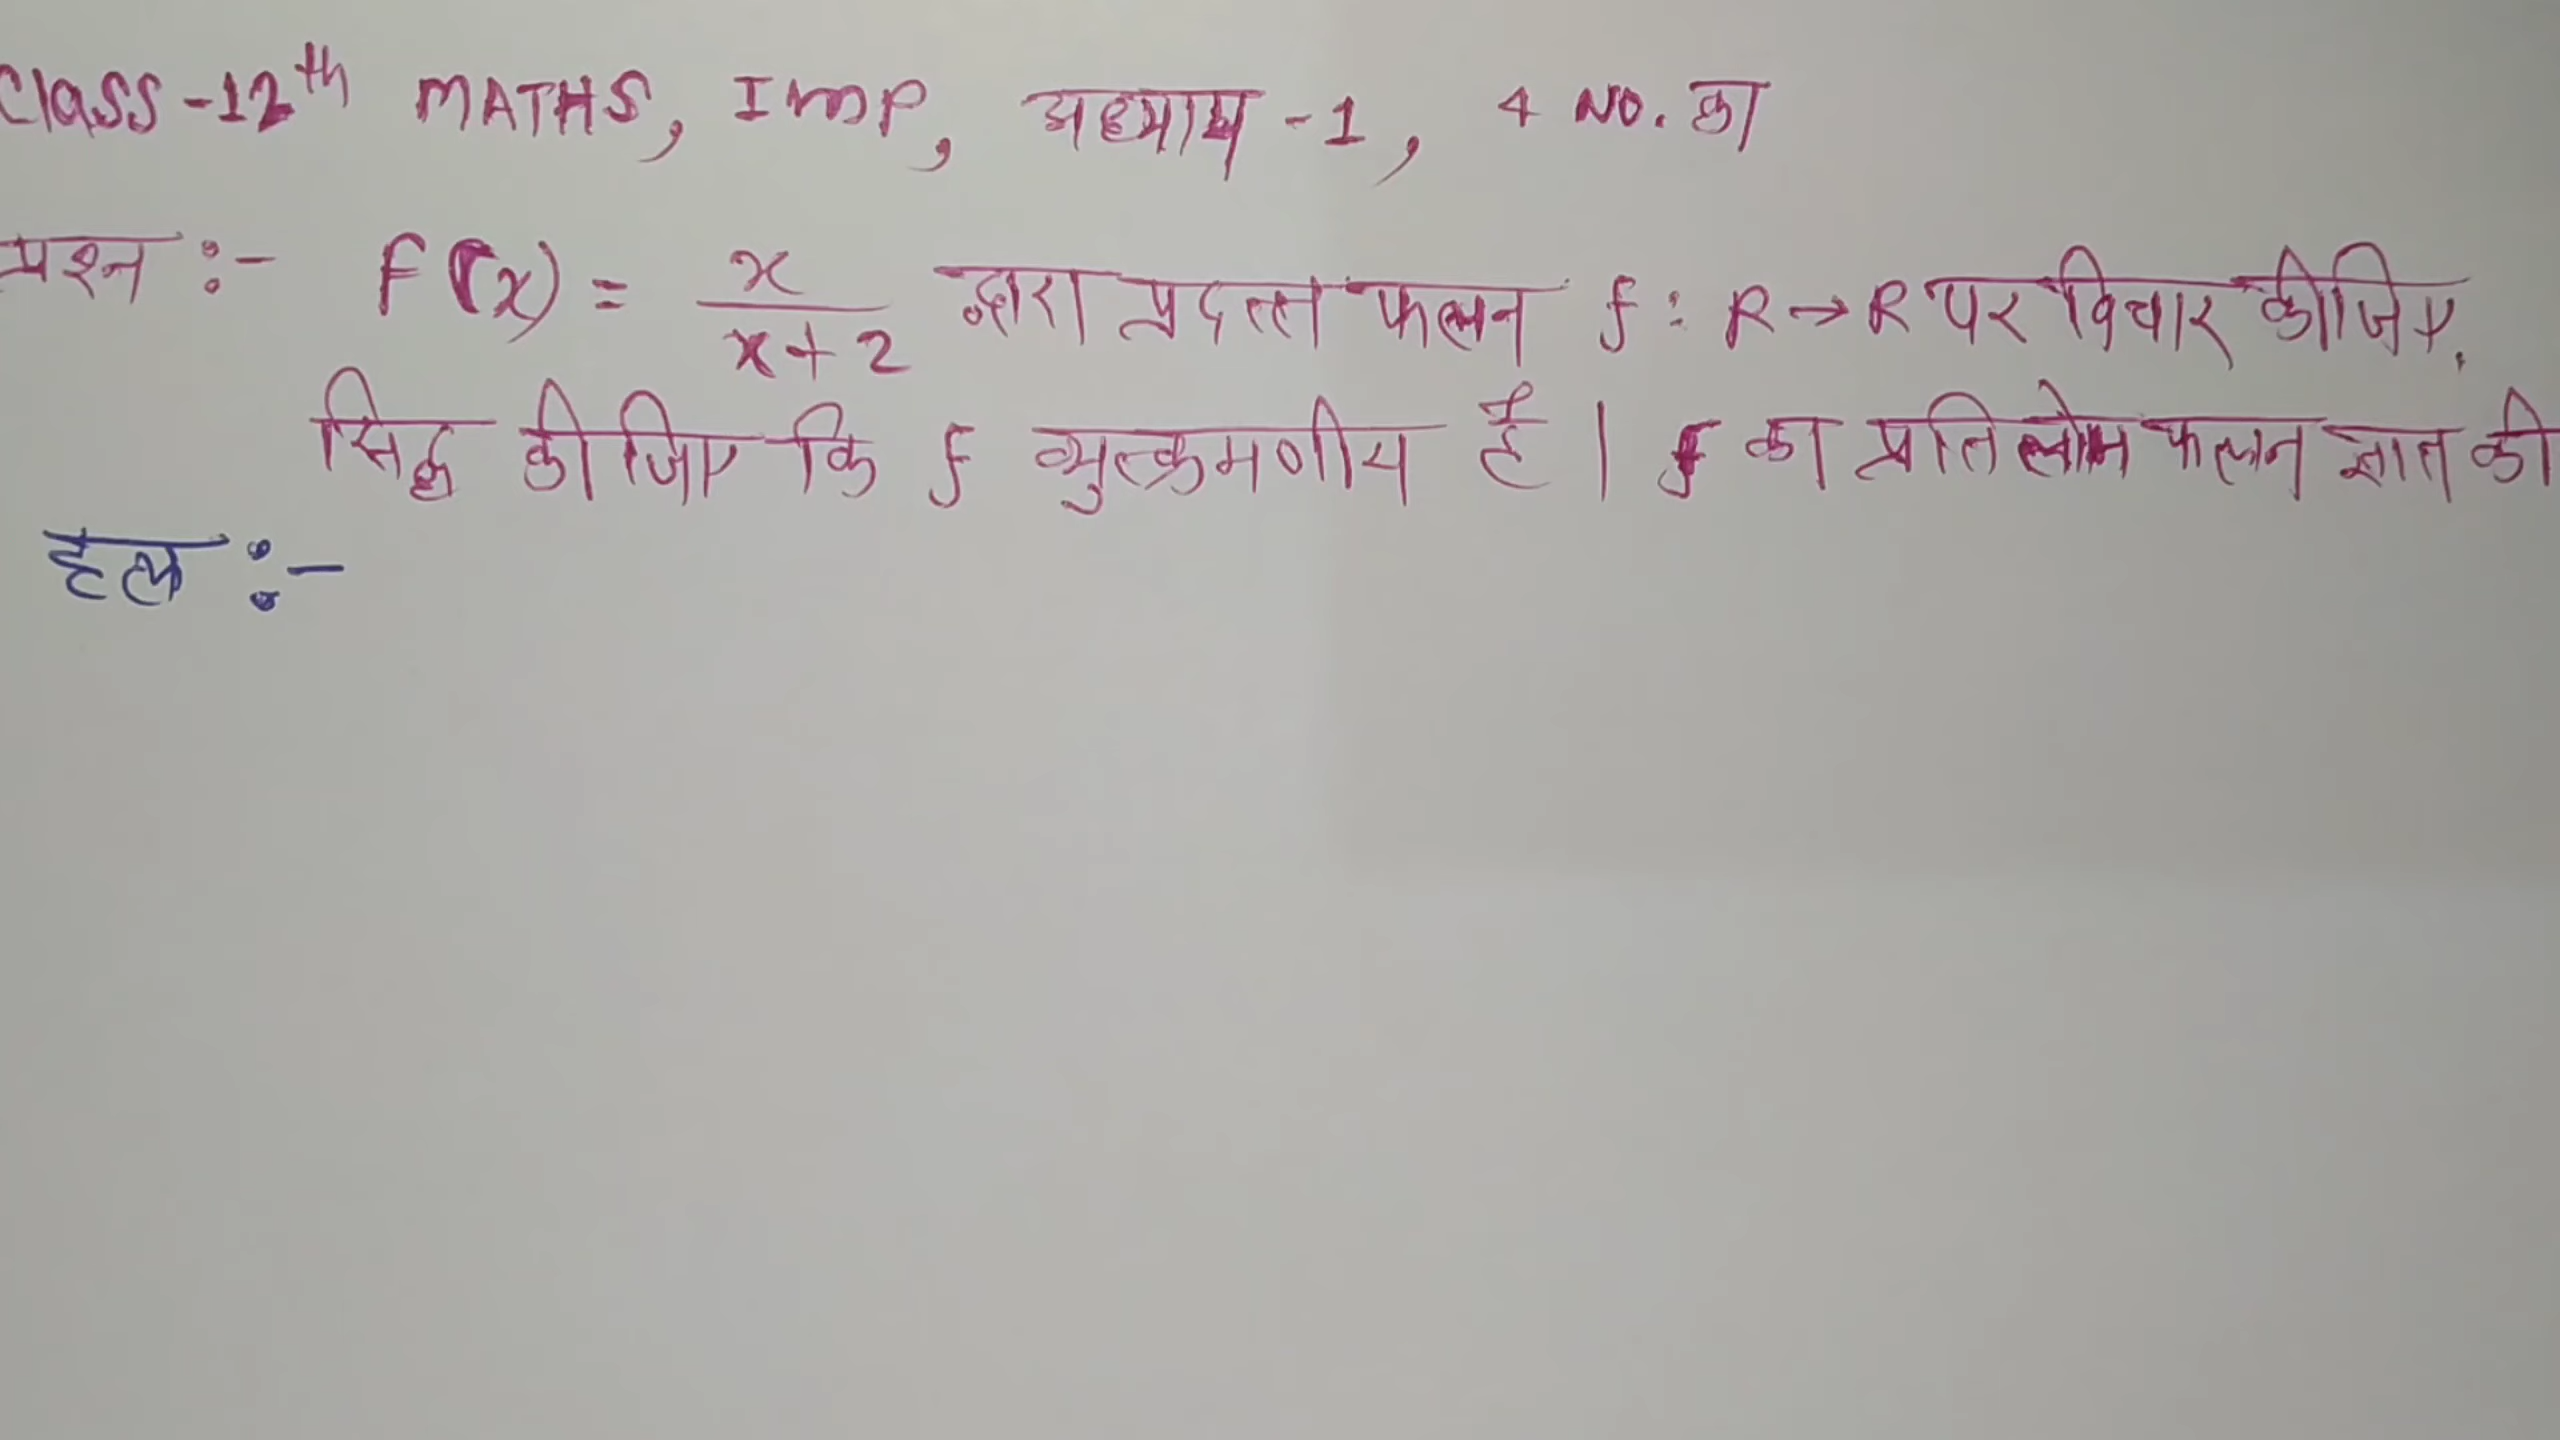 Class-12th MATHS, Imp, अध्याय-1, 4 No. का
प्रश्न :- f(x) = x/(x+2) द्वारा प्रदत्त फलन f: R→R पर विचार कीजिए,
सिद्ध कीजिए कि f व्युत्क्रमणीय है। f का प्रतिलोम फलन ज्ञात की
हल :-